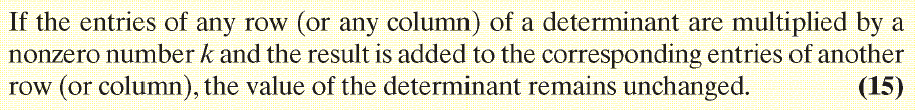 If the entries of any row (or any column) of a determinant are multiplied by a
nonzero number k and the result is added to the corresponding entries of another
row (or column), the value of the determinant remains unchanged. (15)